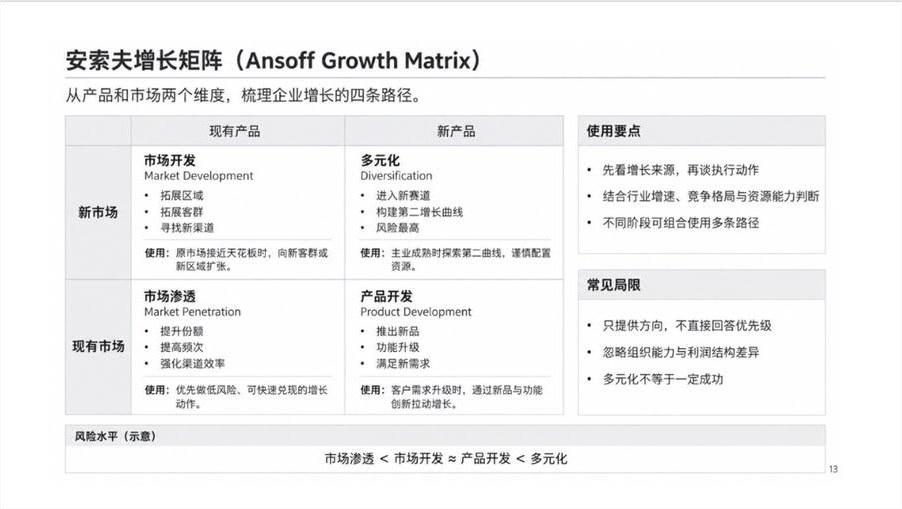 安索夫增长矩阵（Ansoff Growth Matrix）
从产品和市场两个维度，梳理企业增长的四条路径。
现有产品
新产品
新市场
市场开发
Market Development
• 拓展区域
• 拓展客群
• 寻找新渠道
使用：原市场接近天花板时，向新客群或
新区域扩张。
多元化
Diversification
• 进入新赛道
• 构建第二增长曲线
• 风险最高
使用：主业成熟时探索第二曲线，谨慎配置
资源。
现有市场
市场渗透
Market Penetration
• 提升份额
• 提高频次
• 强化渠道效率
使用：优先做低风险、可快速兑现的增长
动作。
产品开发
Product Development
• 推出新品
• 功能升级
• 满足新需求
使用：客户需求升级时，通过新品与功能
创新拉动增长。
使用要点
• 先看增长来源，再谈执行动作
• 结合行业增速、竞争格局与资源能力判断
• 不同阶段可组合使用多条路径
常见局限
• 只提供方向，不直接回答优先级
• 忽略组织能力与利润结构差异
• 多元化不等于一定成功
风险水平（示意）
市场渗透 < 市场开发 ≈ 产品开发 < 多元化
13